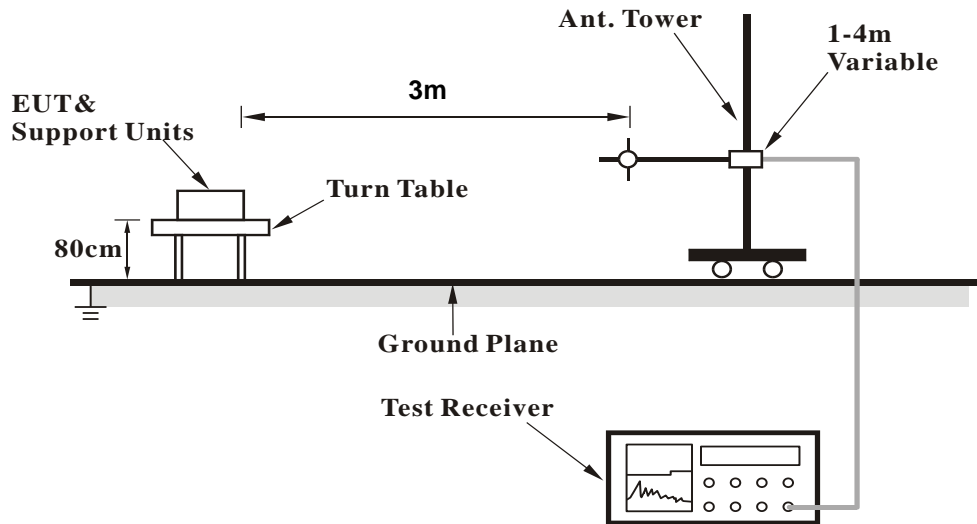 Ant. Tower
1-4m
Variable
3m
EUT&
Support Units
Turn Table
80cm
Ground Plane
Test Receiver